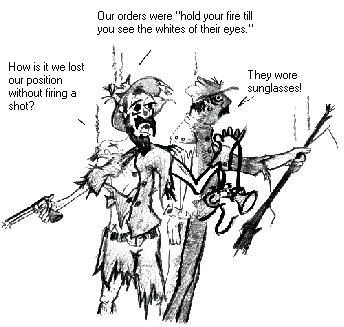 Our orders were "hold your fire till
you see the whites of their eyes."
How is it we lost
our position
without firing a
shot?
They wore
sunglasses!